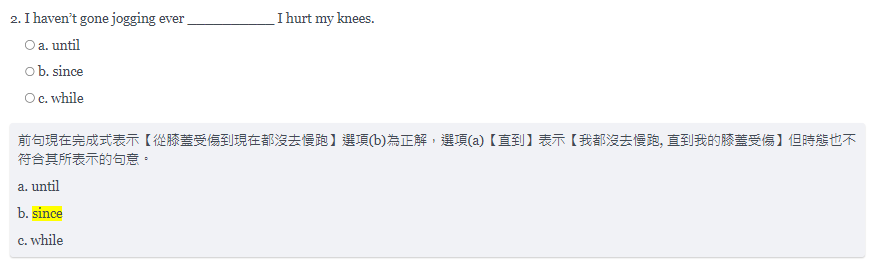 2. I haven’t gone jogging ever ____________ I hurt my knees.
a. until
b. since
c. while
前句現在完成式表示【從膝蓋受傷到現在都沒去慢跑】選項(b)為正解，選項(a)【直到】表示【我都沒去慢跑, 直到我的膝蓋受傷】但時態也不
符合其所表示的句意。
a. until
b. since
c. while